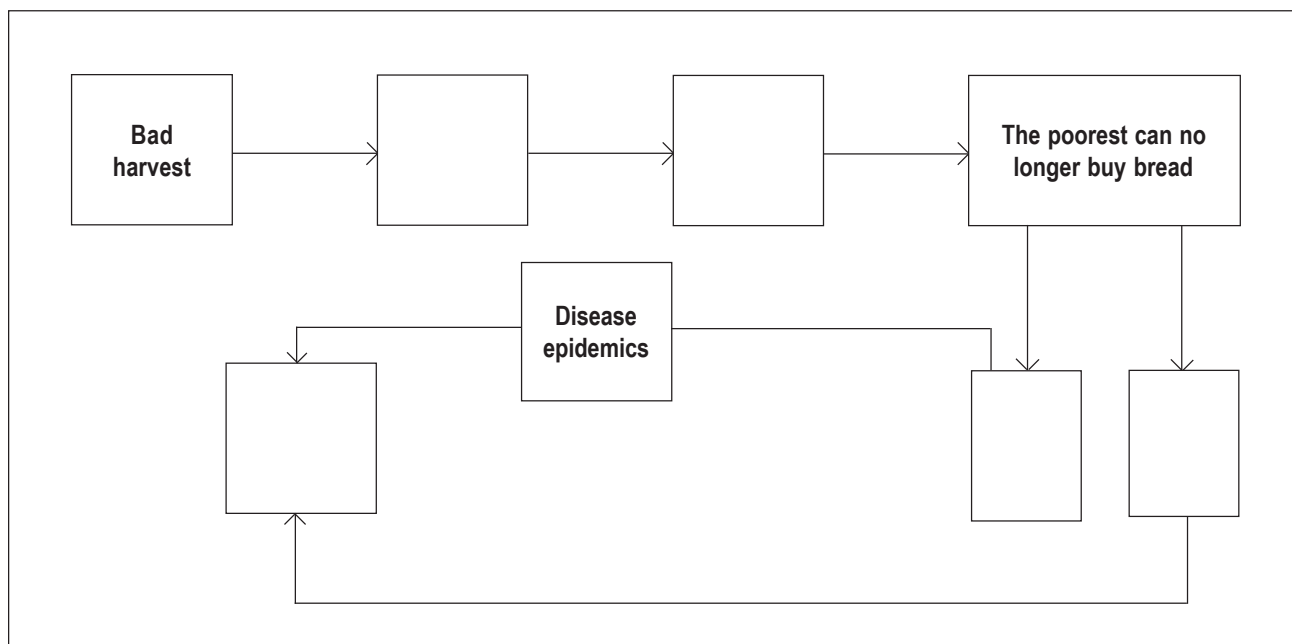 Bad
harvest
The poorest can no
longer buy bread
Disease
epidemics